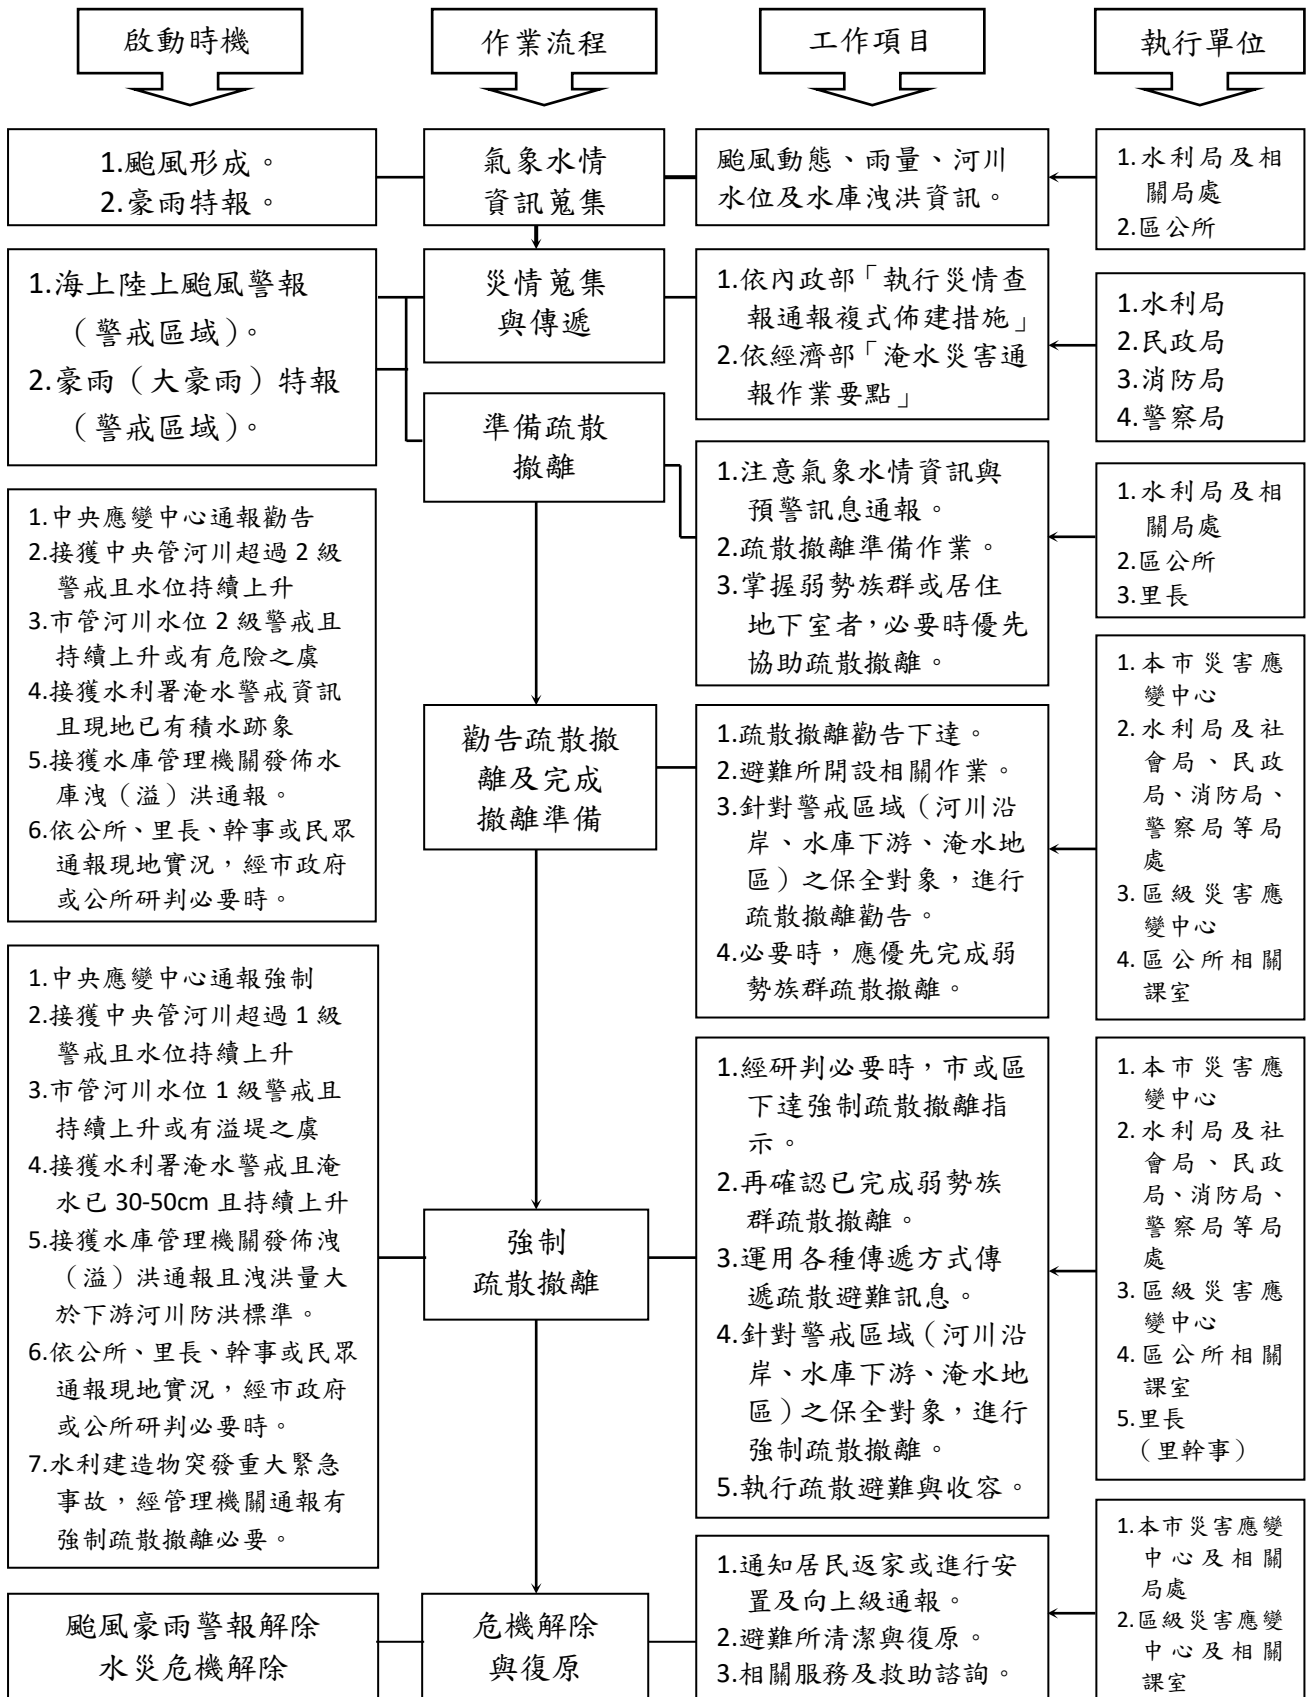 啟動時機
作業流程
工作項目
執行單位
1.颱風形成。
2.豪雨特報。
氣象水情
資訊蒐集
颱風動態、雨量、河川
水位及水庫洩洪資訊。
1.水利局及相
關局處
2.區公所
1.海上陸上颱風警報
（警戒區域）。
2.豪雨（大豪雨）特報
（警戒區域）。
災情蒐集
與傳遞
1.依內政部「執行災情查
報通報複式佈建措施」
2.依經濟部「淹水災害通
報作業要點」
1.水利局
2.民政局
3.消防局
4.警察局
準備疏散
撤離
1.注意氣象水情資訊與
預警訊息通報。
2.疏散撤離準備作業。
3.掌握弱勢族群或居住
地下室者，必要時優先
協助疏散撤離。
1.水利局及相
關局處
2.區公所
3.里長
1.中央應變中心通報勸告
2.接獲中央管河川超過 2 級
警戒且水位持續上升
3.市管河川水位 2 級警戒且
持續上升或有危險之虞
4.接獲水利署淹水警戒資訊
且現地已有積水跡象
5.接獲水庫管理機關發佈水
庫洩（溢）洪通報。
6.依公所、里長、幹事或民眾
通報現地實況，經市政府
或公所研判必要時。
勸告疏散撤
離及完成
撤離準備
1.疏散撤離勸告下達。
2.避難所開設相關作業。
3.針對警戒區域（河川沿
岸、水庫下游、淹水地
區）之保全對象，進行
疏散撤離勸告。
4.必要時，應優先完成弱
勢族群疏散撤離。
1.本市災害應
變中心
2.水利局及社
會局、民政
局、消防局、
警察局等局
處
3.區級災害應
變中心
4.區公所相關
課室
1.中央應變中心通報強制
2.接獲中央管河川超過 1 級
警戒且水位持續上升
3.市管河川水位 1 級警戒且
持續上升或有溢堤之虞
4.接獲水利署淹水警戒且淹
水已 30-50cm 且持續上升
5.接獲水庫管理機關發佈洩
（溢）洪通報且洩洪量大
於下游河川防洪標準。
6.依公所、里長、幹事或民眾
通報現地實況，經市政府
或公所研判必要時。
7.水利建造物突發重大緊急
事故，經管理機關通報有
強制疏散撤離必要。
強制
疏散撤離
1.經研判必要時，市或區
下達強制疏散撤離指
示。
2.再確認已完成弱勢族
群疏散撤離。
3.運用各種傳遞方式傳
遞疏散避難訊息。
4.針對警戒區域（河川沿
岸、水庫下游、淹水地
區）之保全對象，進行
強制疏散撤離。
5.執行疏散避難與收容。
1.本市災害應
變中心
2.水利局及社
會局、民政
局、消防局、
警察局等局
處
3.區級災害應
變中心
4.區公所相關
課室
5.里長
（里幹事）
颱風豪雨警報解除
水災危機解除
危機解除
與復原
1.通知居民返家或進行安
置及向上級通報。
2.避難所清潔與復原。
3.相關服務及救助諮詢。
1.本市災害應變
中心及相關
局處
2.區級災害應變
中心及相關
課室